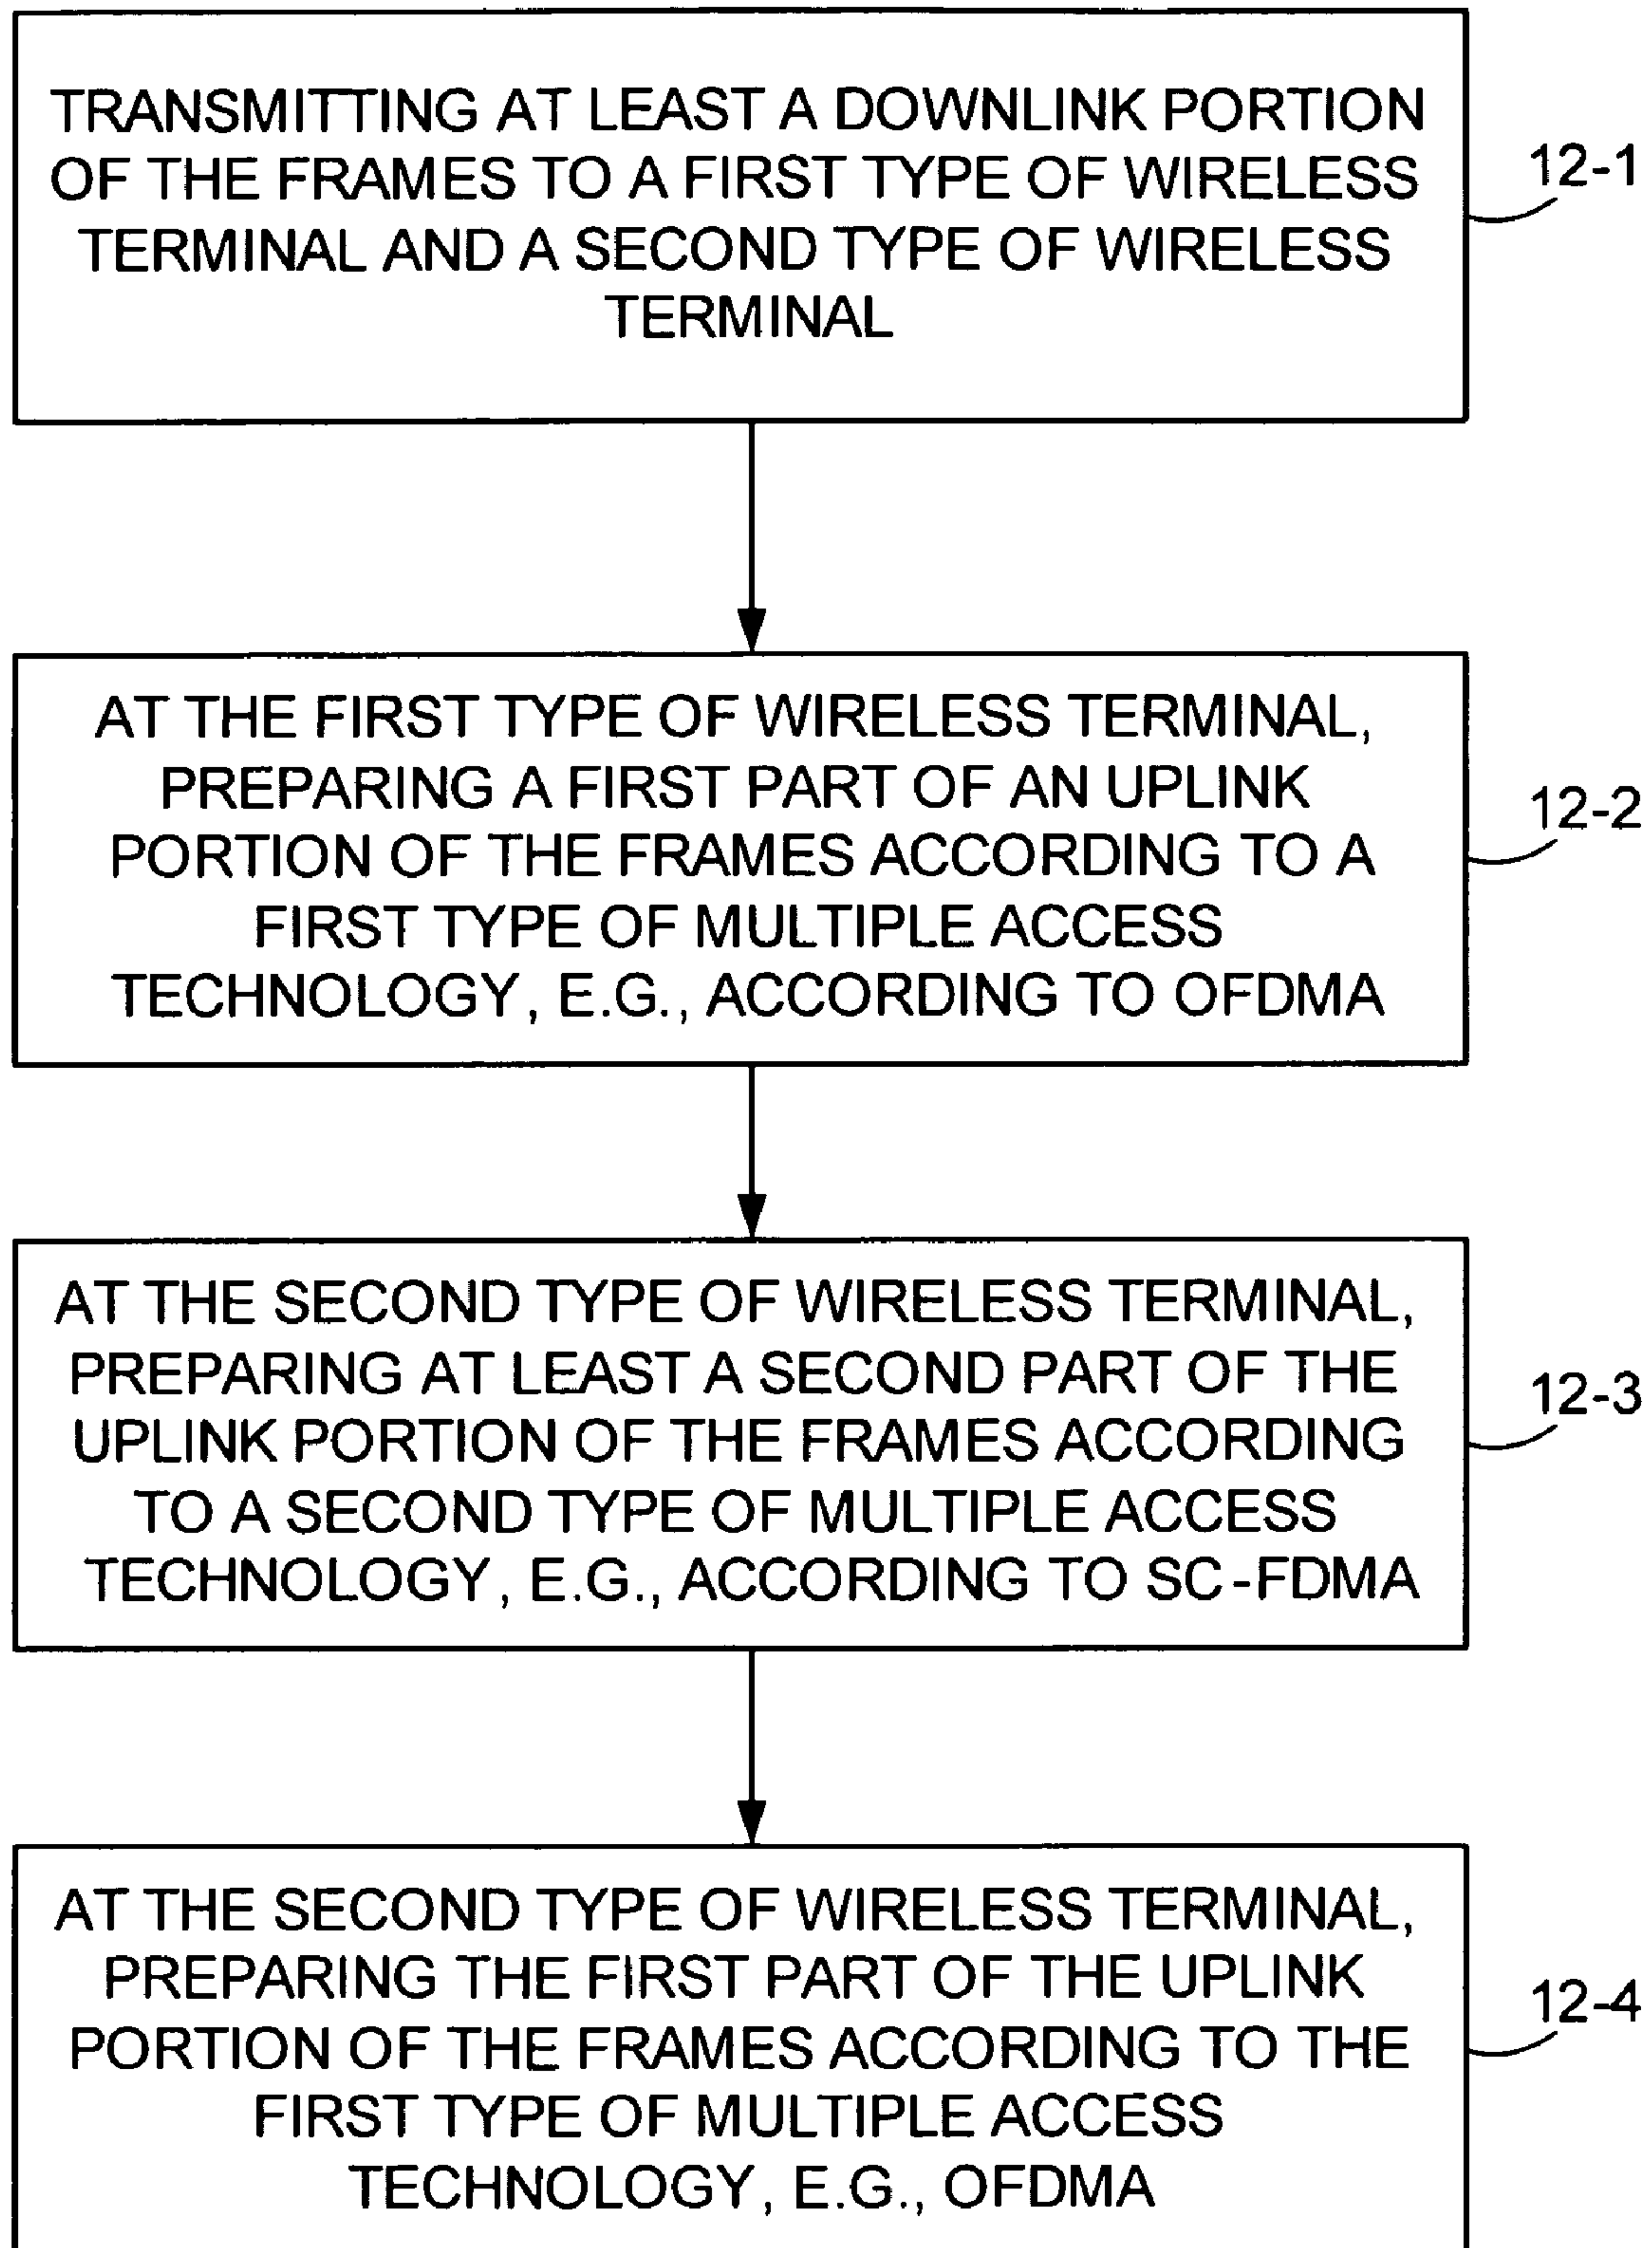 TRANSMITTING AT LEAST A DOWNLINK PORTION
OF THE FRAMES TO A FIRST TYPE OF WIRELESS
TERMINAL AND A SECOND TYPE OF WIRELESS
TERMINAL
12-1
AT THE FIRST TYPE OF WIRELESS TERMINAL,
PREPARING A FIRST PART OF AN UPLINK
PORTION OF THE FRAMES ACCORDING TO A
FIRST TYPE OF MULTIPLE ACCESS
TECHNOLOGY, E.G., ACCORDING TO OFDMA
12-2
AT THE SECOND TYPE OF WIRELESS TERMINAL,
PREPARING AT LEAST A SECOND PART OF THE
UPLINK PORTION OF THE FRAMES ACCORDING
TO A SECOND TYPE OF MULTIPLE ACCESS
TECHNOLOGY, E.G., ACCORDING TO SC-FDMA
12-3
AT THE SECOND TYPE OF WIRELESS TERMINAL,
PREPARING THE FIRST PART OF THE UPLINK
PORTION OF THE FRAMES ACCORDING TO THE
FIRST TYPE OF MULTIPLE ACCESS
TECHNOLOGY, E.G., OFDMA
12-4